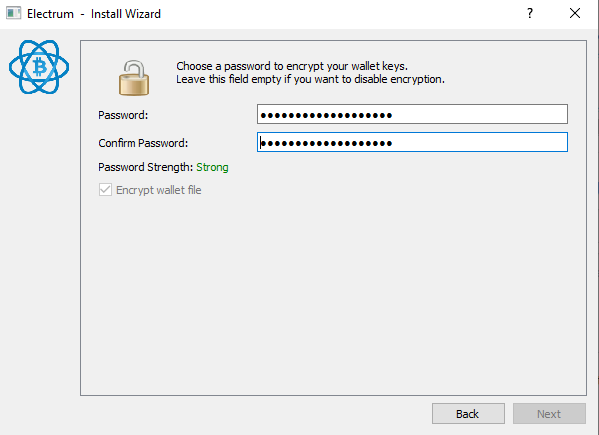 Electrum - Install Wizard
?
Choose a password to encrypt your wallet keys.
Leave this field empty if you want to disable encryption.
Password:
●●●●●●●●●●●●●●●●●●●
Confirm Password:
●●●●●●●●●●●●●●●●●●●
Password Strength: Strong
Encrypt wallet file
Back
Next